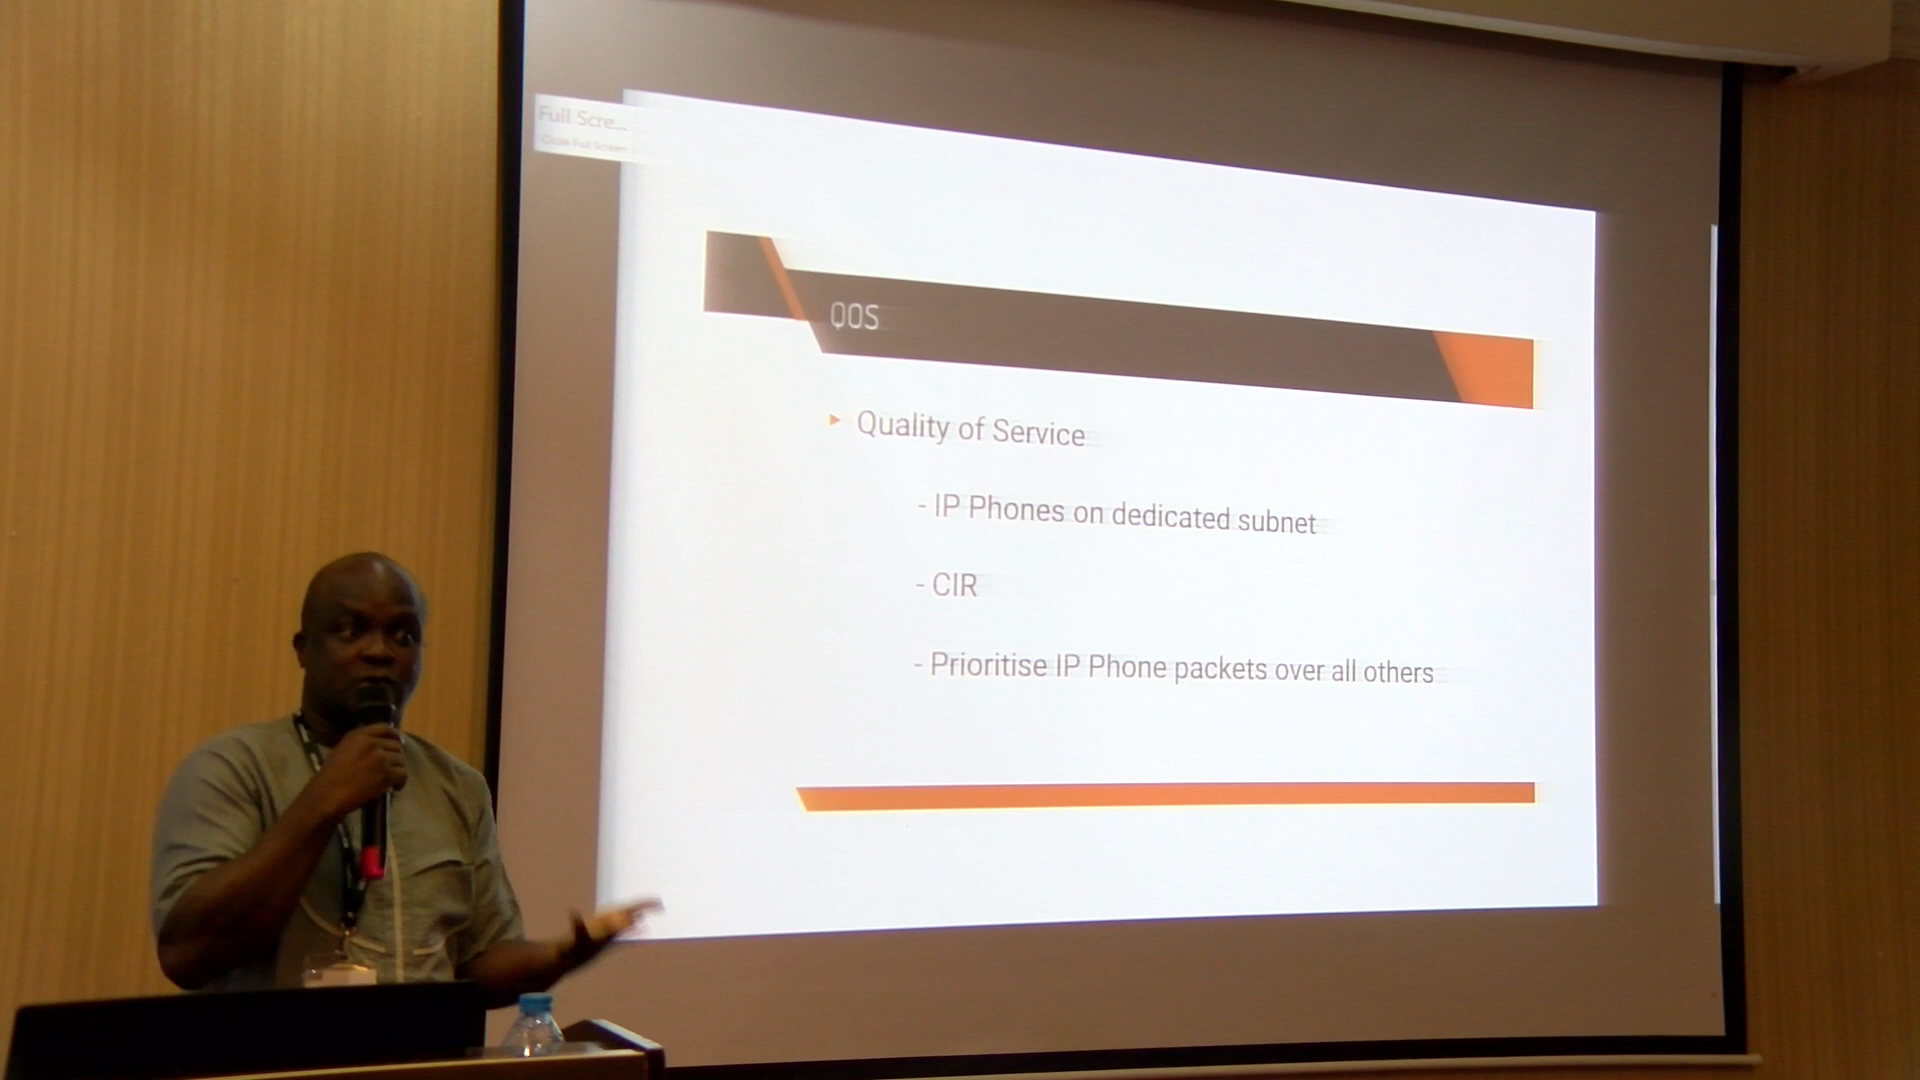 Full Scre...
Close Full Screen
QOS
Quality of Service
- IP Phones on dedicated subnet
- CIR
- Prioritise IP Phone packets over all others